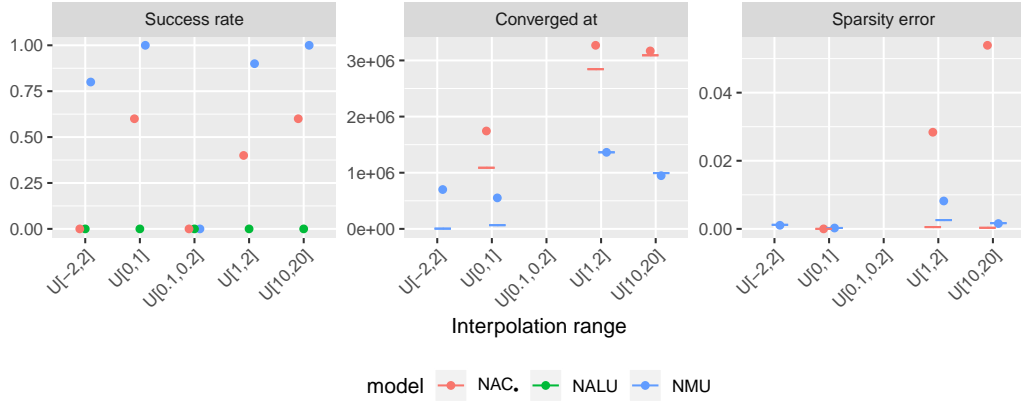 Success rate
1.00
0.75
0.50
0.25
0.00
U[−2,2]
U[0,1]
U[0.1,0.2]
U[1,2]
U[10,20]
Converged at
3e+06
2e+06
1e+06
0e+00
U[−2,2]
U[0,1]
U[0.1,0.2]
U[1,2]
U[10,20]
Sparsity error
0.04
0.02
0.00
U[−2,2]
U[0,1]
U[0.1,0.2]
U[1,2]
U[10,20]
Interpolation range
model NAC• NALU NMU